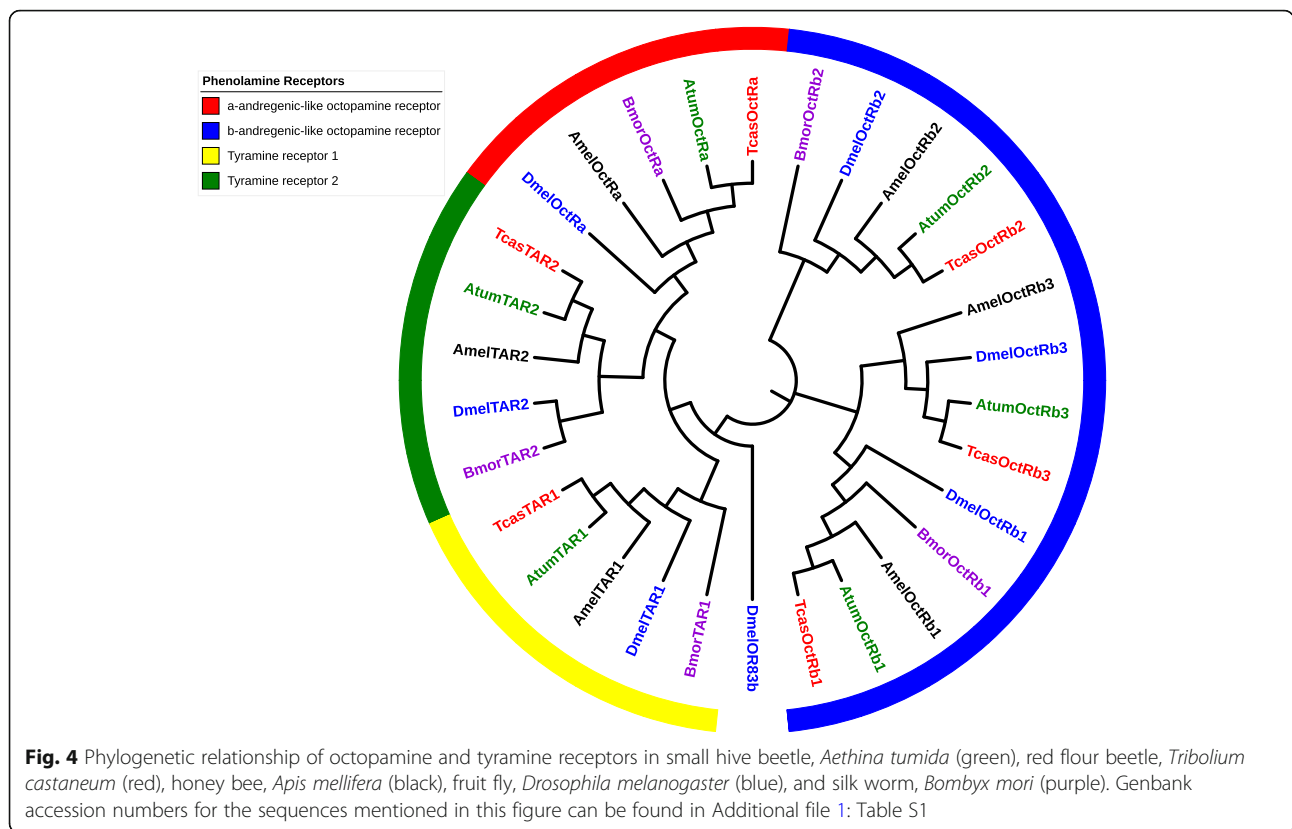 Phenolamine Receptors
a-andregenic-like octopamine receptor
b-andregenic-like octopamine receptor
Tyramine receptor 1
Tyramine receptor 2
BmorOctRb2
DmelOctRb2
AmelOctRb2
AtumOctRb2
TcasOctRb2
AmelOctRb3
DmelOctRb3
AtumOctRb3
TcasOctRb3
DmelOctRb1
BmorOctRb1
AmelOctRb1
AtumOctRb1
TcasOctRb1
DmelOR83b
BmorTAR1
DmelTAR1
AmelTAR1
AtumTAR1
TcasTAR1
BmorTAR2
DmelTAR2
AmelTAR2
AtumTAR2
TcasTAR2
DmelOctRa
AmelOctRa
BmorOctRa
AtumOctRa
TcasOctRa
Fig. 4 Phylogenetic relationship of octopamine and tyramine receptors in small hive beetle, Aethina tumida (green), red flour beetle, Tribolium
castaneum (red), honey bee, Apis mellifera (black), fruit fly, Drosophila melanogaster (blue), and silk worm, Bombyx mori (purple). Genbank
accession numbers for the sequences mentioned in this figure can be found in Additional file 1: Table S1